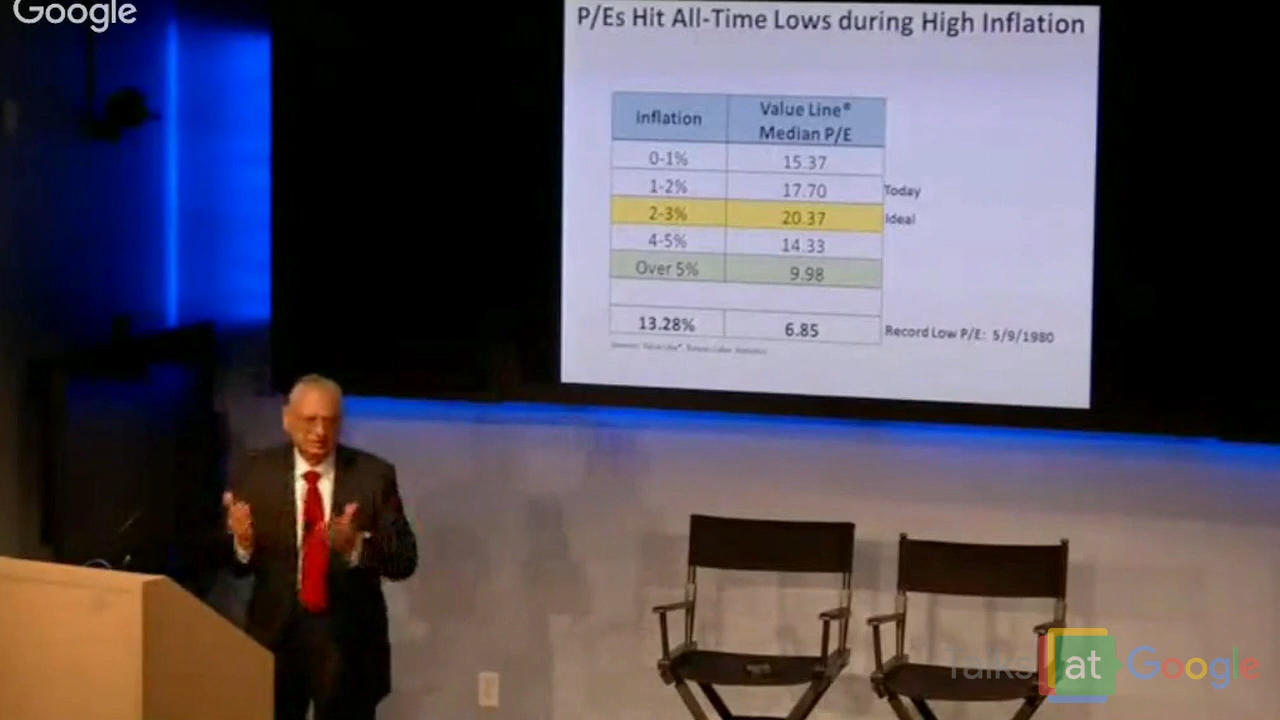 Google
P/Es Hit All-Time Lows during High Inflation
Inflation
Value Line®
Median P/E
0-1% 15.37
1-2% 17.70 Today
2-3% 20.37 Ideal
4-5% 14.33
Over 5% 9.98
13.28% 6.85 Record Low P/E: 5/9/1980
Talks at Google